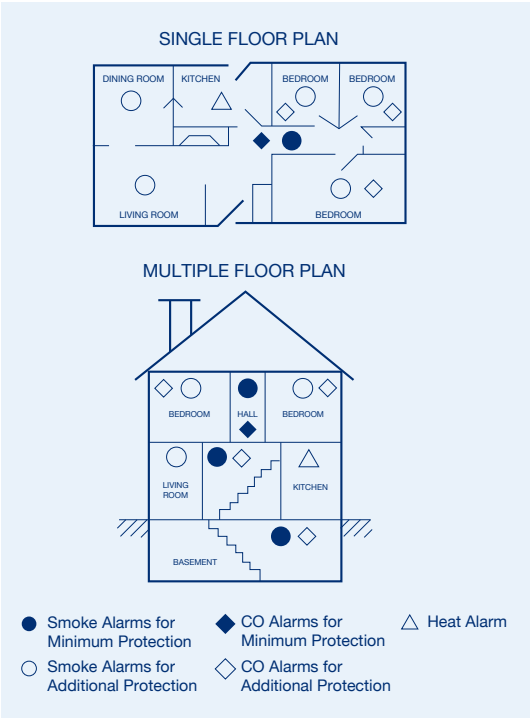 SINGLE FLOOR PLAN
DINING ROOM
KITCHEN
BEDROOM
BEDROOM
LIVING ROOM
BEDROOM
MULTIPLE FLOOR PLAN
BEDROOM
HALL
BEDROOM
LIVING
ROOM
KITCHEN
BASEMENT
Smoke Alarms for
Minimum Protection
CO Alarms for
Minimum Protection
Heat Alarm
Smoke Alarms for
Additional Protection
CO Alarms for
Additional Protection